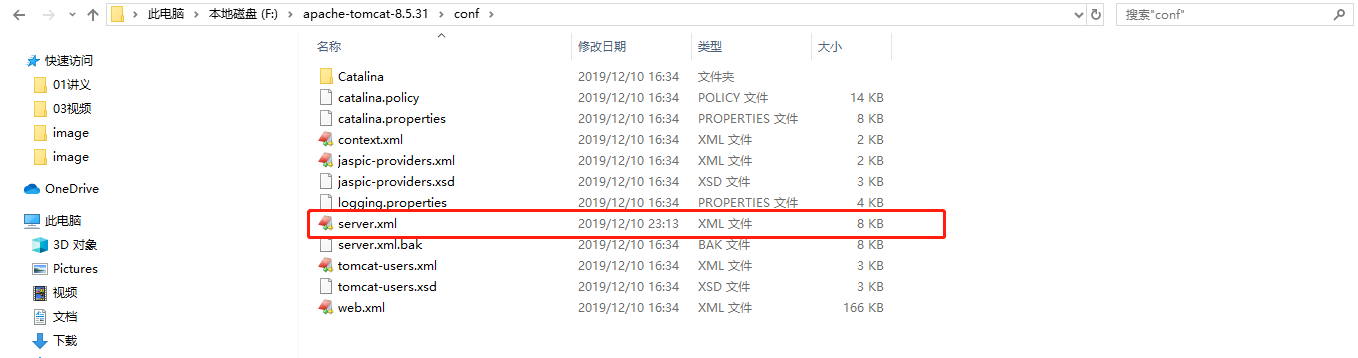 此电脑 > 本地磁盘 (F:) > apache-tomcat-8.5.31 > conf >
搜索"conf"
快速访问
01讲义
03视频
image
image
OneDrive
此电脑
3D 对象
Pictures
视频
文档
下载
名称 修改日期 类型 大小
Catalina 2019/12/10 16:34 文件夹
catalina.policy 2019/12/10 16:34 POLICY 文件 14 KB
catalina.properties 2019/12/10 16:34 PROPERTIES 文件 8 KB
context.xml 2019/12/10 16:34 XML 文件 2 KB
jaspic-providers.xml 2019/12/10 16:34 XML 文件 2 KB
jaspic-providers.xsd 2019/12/10 16:34 XSD 文件 3 KB
logging.properties 2019/12/10 16:34 PROPERTIES 文件 4 KB
server.xml 2019/12/10 23:13 XML 文件 8 KB
server.xml.bak 2019/12/10 16:34 BAK 文件 8 KB
tomcat-users.xml 2019/12/10 16:34 XML 文件 3 KB
tomcat-users.xsd 2019/12/10 16:34 XSD 文件 3 KB
web.xml 2019/12/10 16:34 XML 文件 166 KB